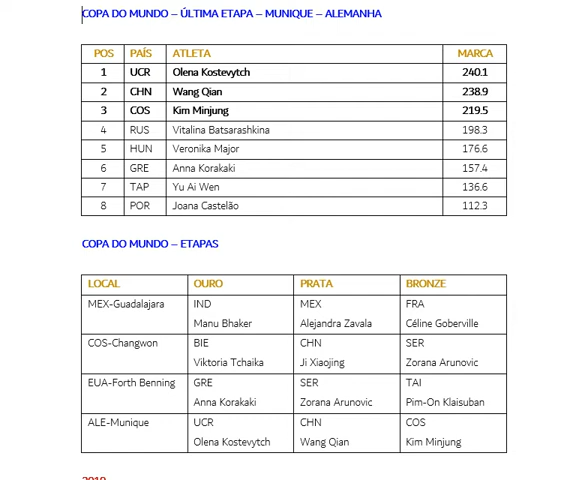 COPA DO MUNDO – ÚLTIMA ETAPA – MUNIQUE – ALEMANHA
POS PAÍS ATLETA MARCA
1 UCR Olena Kostevytch 240.1
2 CHN Wang Qian 238.9
3 COS Kim Minjung 219.5
4 RUS Vitalina Batsarashkina 198.3
5 HUN Veronika Major 176.6
6 GRE Anna Korakaki 157.4
7 TAP Yu Ai Wen 136.6
8 POR Joana Castelão 112.3
COPA DO MUNDO – ETAPAS
LOCAL OURO PRATA BRONZE
MEX-Guadalajara IND MEX FRA
Manu Bhaker Alejandra Zavala Céline Goberville
COS-Changwon BIE CHN SER
Viktoria Tchaika Ji Xiaojing Zorana Arunovic
EUA-Forth Benning GRE SER TAI
Anna Korakaki Zorana Arunovic Pim-On Klaisuban
ALE-Munique UCR CHN COS
Olena Kostevytch Wang Qian Kim Minjung